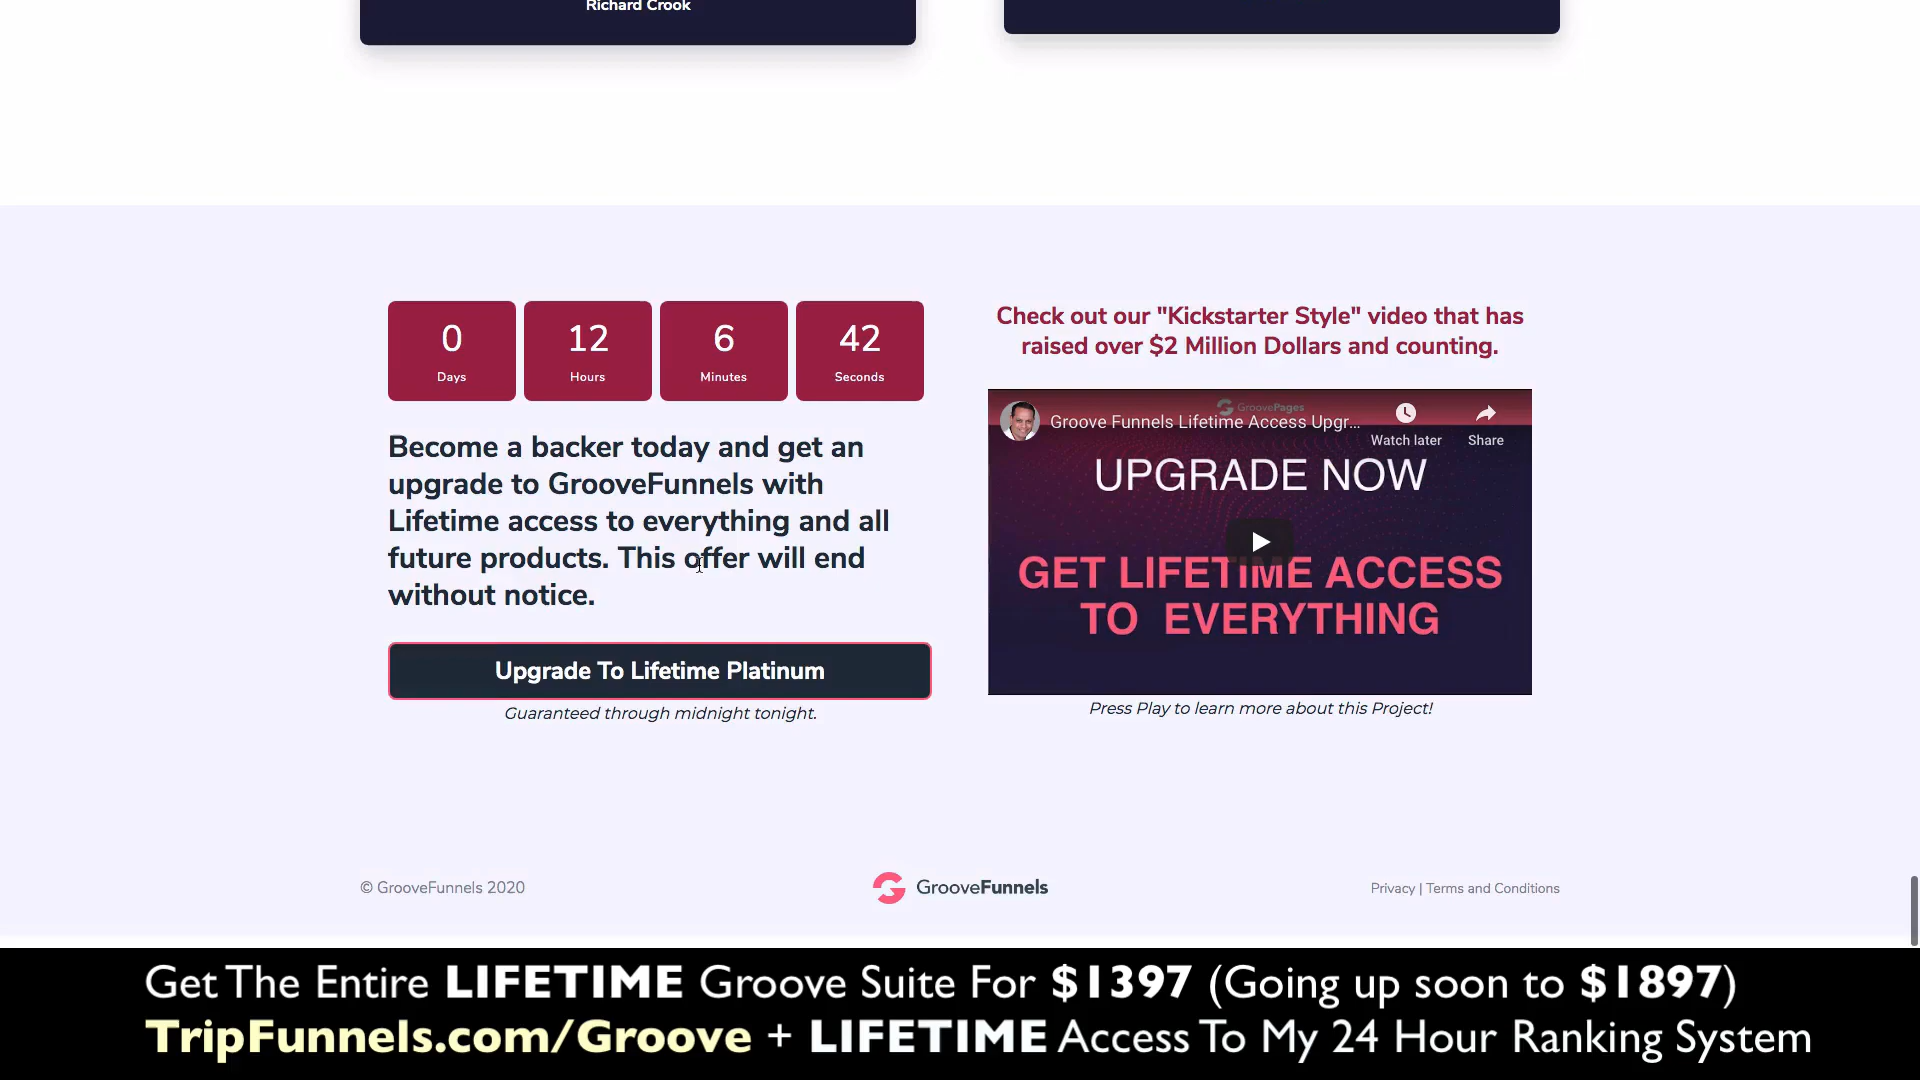 Richard Crook
0
Days
12
Hours
6
Minutes
42
Seconds
Become a backer today and get an
upgrade to GrooveFunnels with
Lifetime access to everything and all
future products. This offer will end
without notice.
Upgrade To Lifetime Platinum
Guaranteed through midnight tonight.
Check out our "Kickstarter Style" video that has
raised over $2 Million Dollars and counting.
GroovePages
Groove Funnels Lifetime Access Upgr...
Watch later
Share
UPGRADE NOW
GET LIFETIME ACCESS
TO EVERYTHING
Press Play to learn more about this Project!
© GrooveFunnels 2020
GrooveFunnels
Privacy | Terms and Conditions
Get The Entire LIFETIME Groove Suite For $1397 (Going up soon to $1897)
TripFunnels.com/Groove + LIFETIME Access To My 24 Hour Ranking System